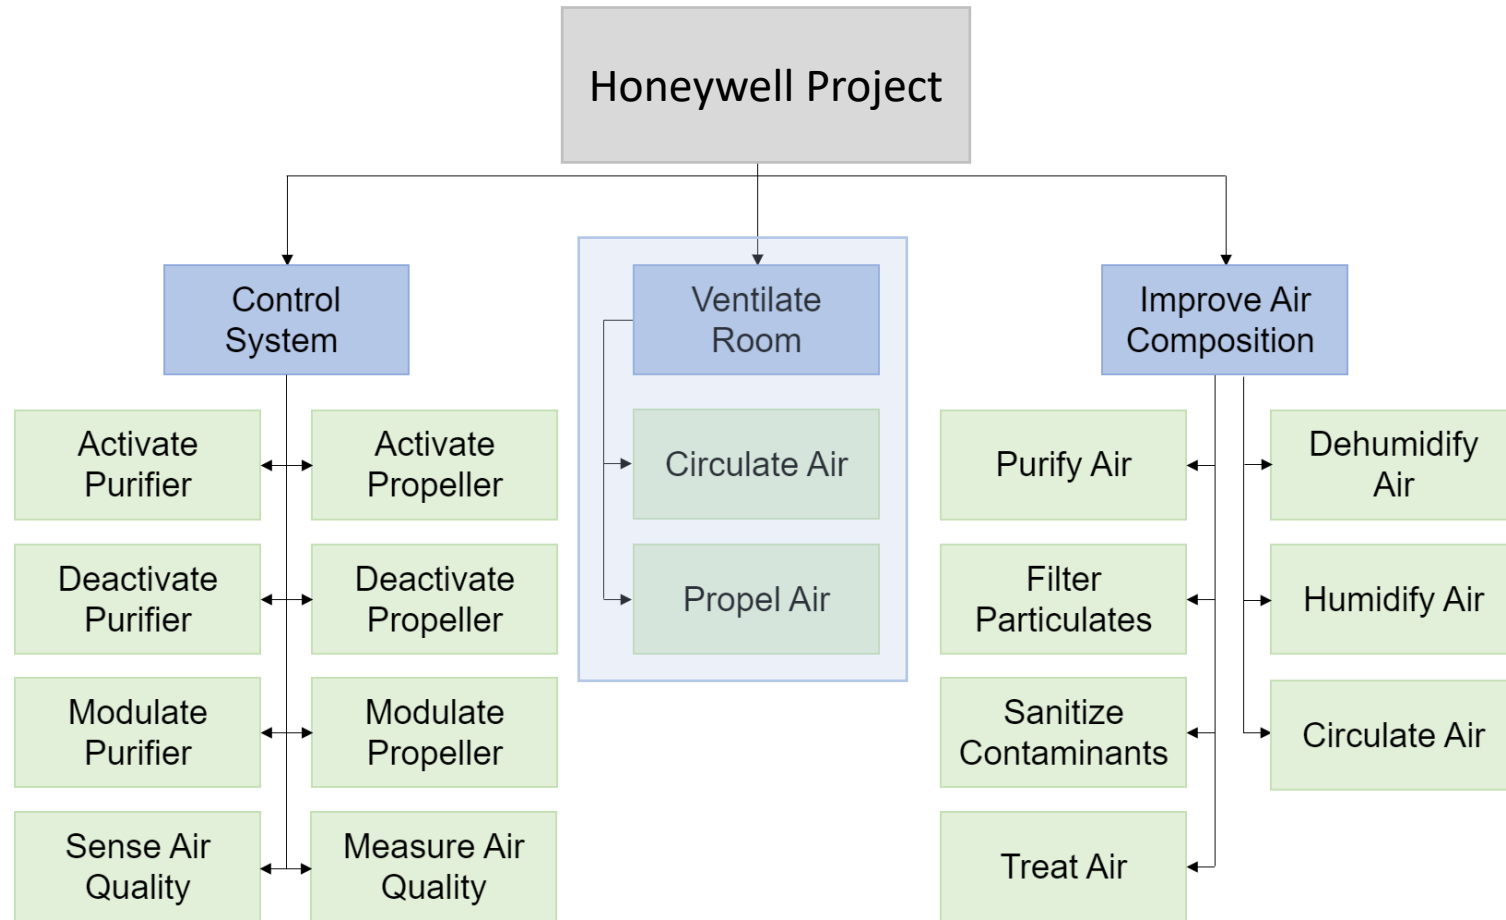 Honeywell Project
Control
System
Ventilate
Room
Improve Air
Composition
Activate
Purifier
Activate
Propeller
Deactivate
Purifier
Deactivate
Propeller
Modulate
Purifier
Modulate
Propeller
Sense Air
Quality
Measure Air
Quality
Circulate Air
Propel Air
Purify Air
Dehumidify
Air
Filter
Particulates
Humidify Air
Sanitize
Contaminants
Circulate Air
Treat Air